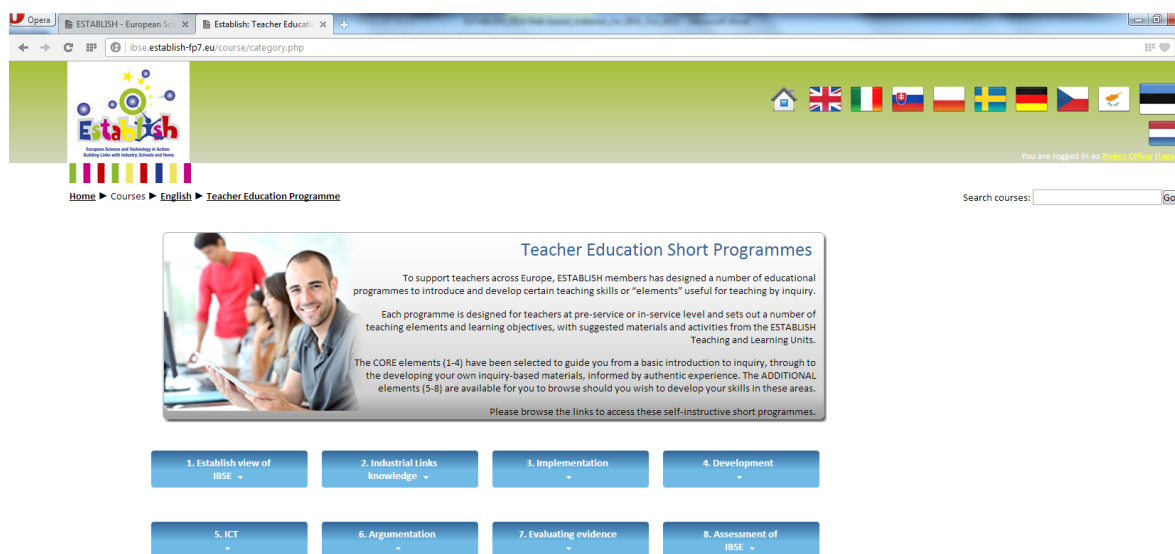 Opera
ESTABLISH - European Sci
Establish: Teacher Educatio
ibse.establish-fp7.eu/course/category.php
Establish
European Science and Technology in Action:
Building Links with Industry, Schools and Home
You are logged in as Project Officer
Home ► Courses ► English ► Teacher Education Programme
Search courses:
Go
Teacher Education Short Programmes
To support teachers across Europe, ESTABLISH members has designed a number of educational
programmes to introduce and develop certain teaching skills or “elements” useful for teaching by inquiry.
Each programme is designed for teachers at pre-service or in-service level and sets out a number of
teaching elements and learning objectives, with suggested materials and activities from the ESTABLISH
Teaching and Learning Units.
The CORE elements (1-4) have been selected to guide you from a basic introduction to inquiry, through to
the developing your own inquiry-based materials, informed by authentic experience. The ADDITIONAL
elements (5-8) are available for you to browse should you wish to develop your skills in these areas.
Please browse the links to access these self-instructive short programmes.
1. Establish view of
IBSE
2. Industrial Links
knowledge
3. Implementation
4. Development
5. ICT
6. Argumentation
7. Evaluating evidence
8. Assessment of
IBSE